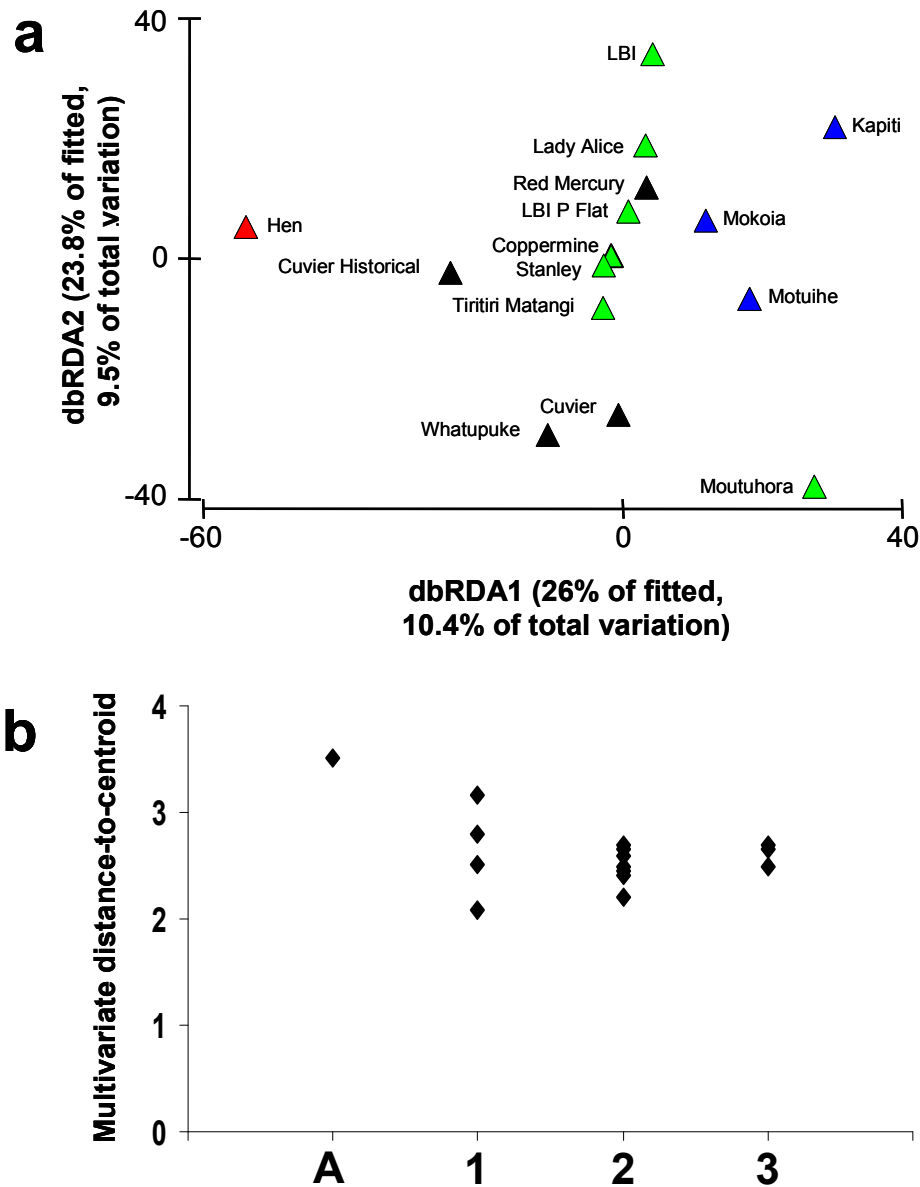 a
40
0
-40
dbRDA2 (23.8% of fitted,
9.5% of total variation)
LBI
Kapiti
Lady Alice
Red Mercury
LBI P Flat
Mokoia
Hen
Coppermine
Cuvier Historical
Stanley
Motuihe
Tiritiri Matangi
Cuvier
Whatupuke
Moutuhora
-60
0
40
dbRDA1 (26% of fitted,
10.4% of total variation)
b
Multivariate distance-to-centroid
4
3
2
1
0
A
1
2
3